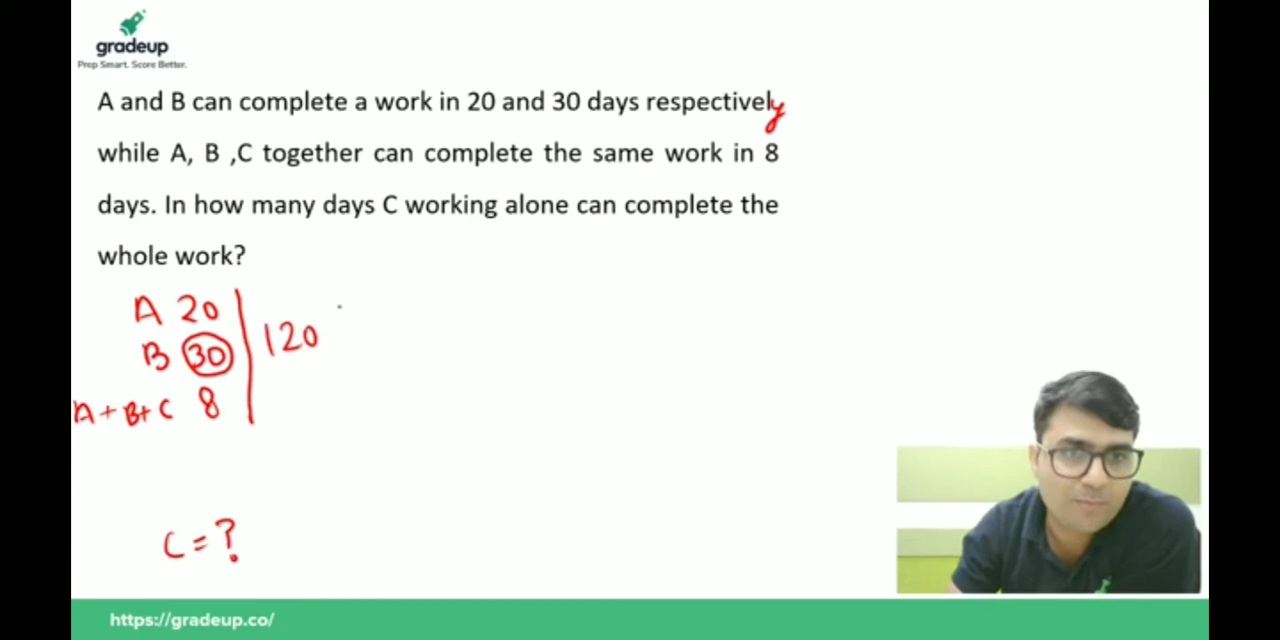 gradeup
Prep Smart. Score Better.
A and B can complete a work in 20 and 30 days respectively
while A, B ,C together can complete the same work in 8
days. In how many days C working alone can complete the
whole work?
A 20
B 30
120
A + B+ C 8
C = ?
https://gradeup.co/